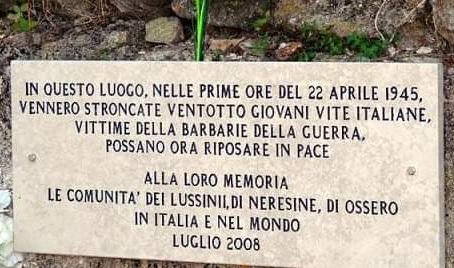 IN QUESTO LUOGO, NELLE PRIME ORE DEL 22 APRILE 1945,
VENNERO STRONCATE VENTOTTO GIOVANI VITE ITALIANE,
VITTIME DELLA BARBARIE DELLA GUERRA,
POSSANO ORA RIPOSARE IN PACE
ALLA LORO MEMORIA
LE COMUNITA' DEI LUSSINII, DI NERESINE, DI OSSERO
IN ITALIA E NEL MONDO
LUGLIO 2008